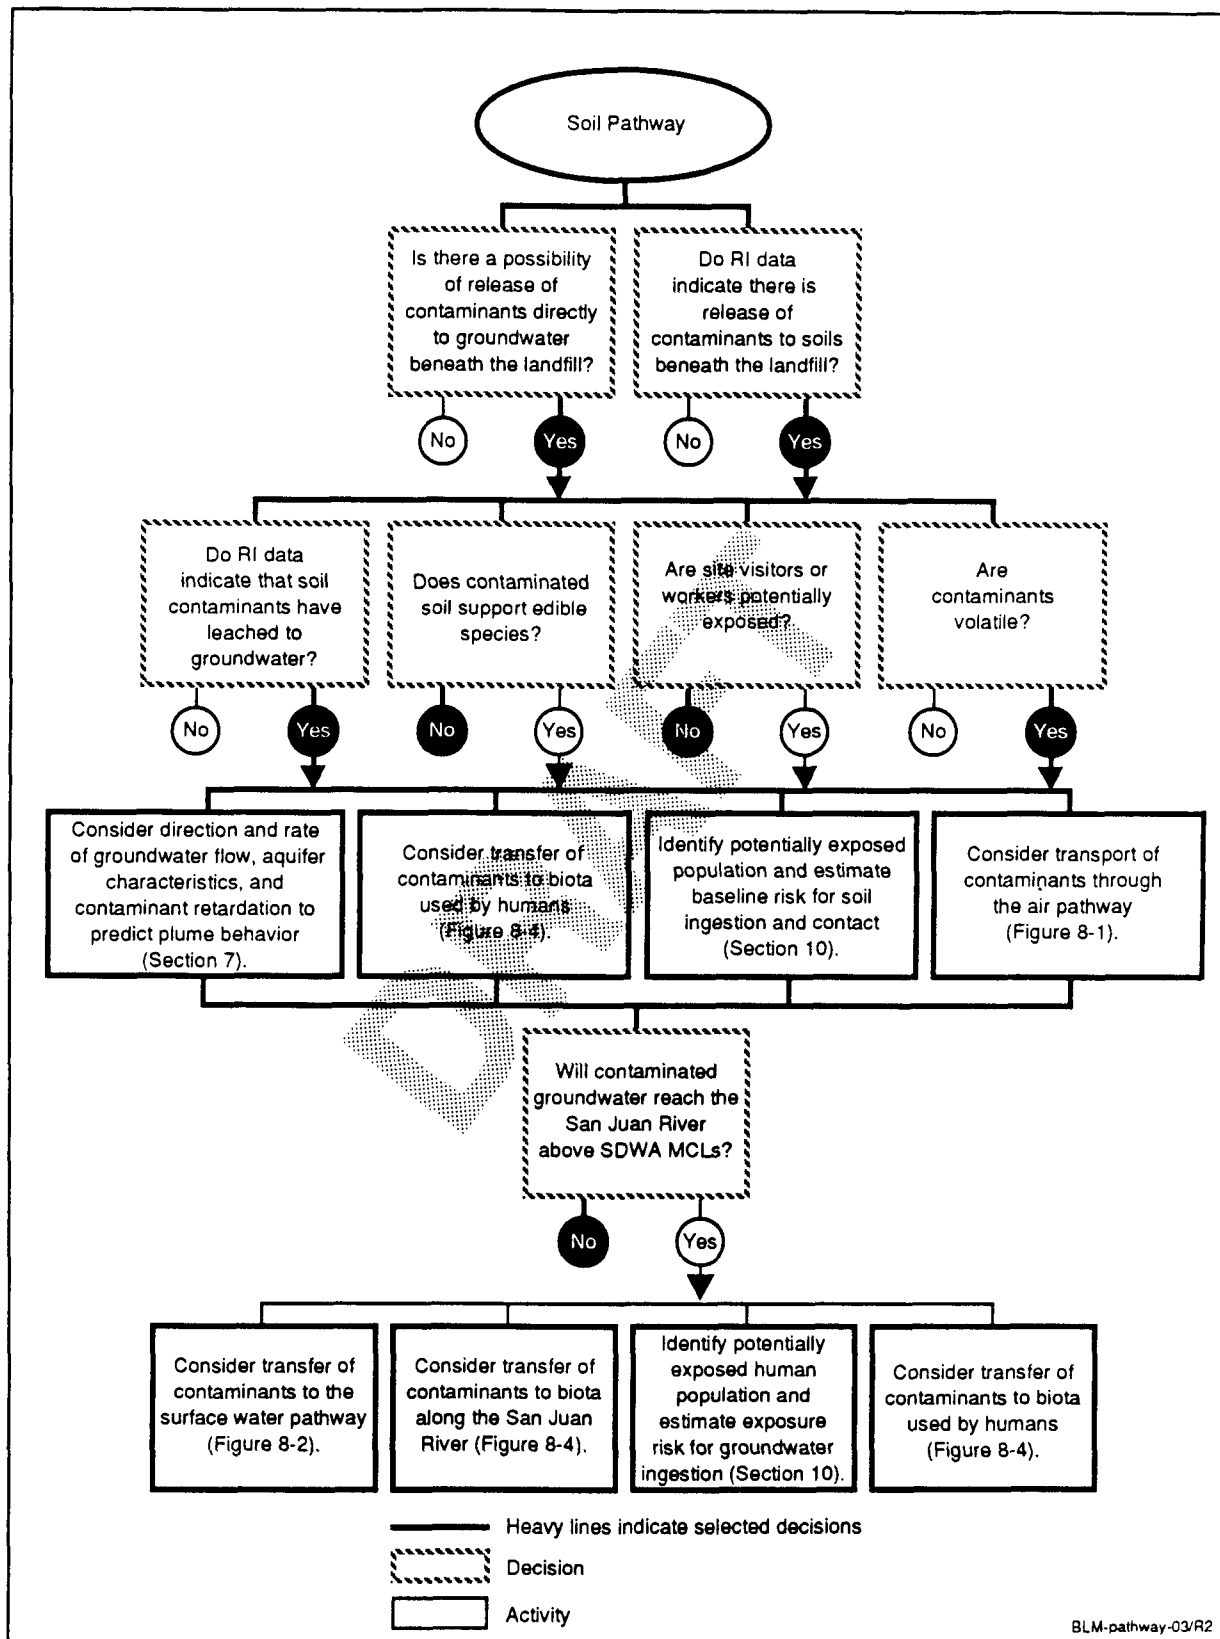 Soil Pathway
Is there a possibility
of release of
contaminants directly
to groundwater
beneath the landfill?
Do RI data
indicate there is
release of
contaminants to soils
beneath the landfill?
No
Yes
No
Yes
Do RI data
indicate that soil
contaminants have
leached to
groundwater?
Does contaminated
soil support edible
species?
Are site visitors or
workers potentially
exposed?
Are
contaminants
volatile?
No
Yes
No
Yes
No
Yes
No
Yes
Consider direction and rate
of groundwater flow, aquifer
characteristics, and
contaminant retardation to
predict plume behavior
(Section 7).
Consider transfer of
contaminants to biota
used by humans
(Figure 8-4).
Identify potentially exposed
population and estimate
baseline risk for soil
ingestion and contact
(Section 10).
Consider transport of
contaminants through
the air pathway
(Figure 8-1).
Will contaminated
groundwater reach the
San Juan River
above SDWA MCLs?
No
Yes
Consider transfer of
contaminants to the
surface water pathway
(Figure 8-2).
Consider transfer of
contaminants to biota
along the San Juan
River (Figure 8-4).
Identify potentially
exposed human
population and
estimate exposure
risk for groundwater
ingestion (Section 10).
Consider transfer of
contaminants to biota
used by humans
(Figure 8-4).
Heavy lines indicate selected decisions
Decision
Activity
BLM-pathway-03/R2
DRAFT